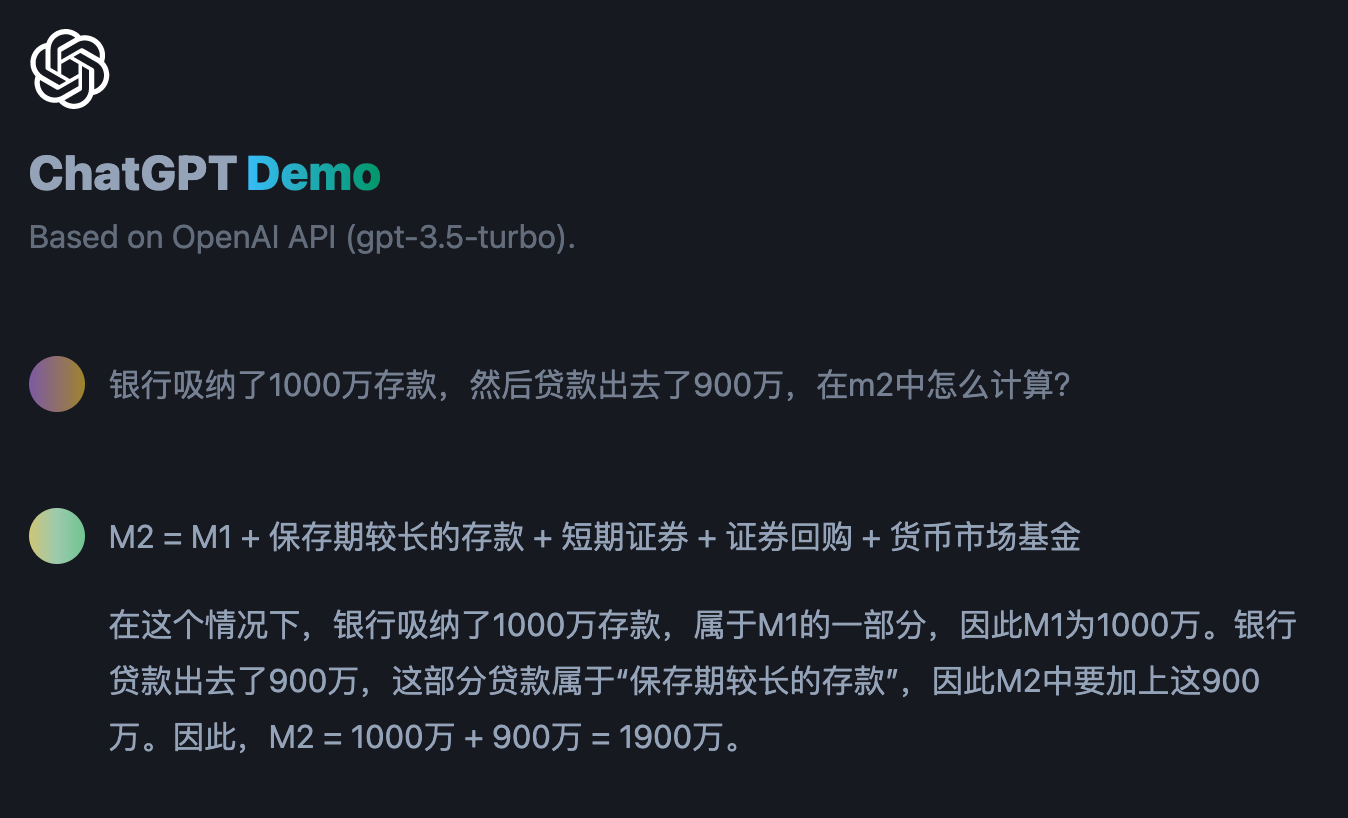 ChatGPT Demo
Based on OpenAI API (gpt-3.5-turbo).
银行吸纳了1000万存款，然后贷款出去了900万，在m2中怎么计算?
M2 = M1 + 保存期较长的存款 + 短期证券 + 证券回购 + 货币市场基金
在这个情况下，银行吸纳了1000万存款，属于M1的一部分，因此M1为1000万。银行
贷款出去了900万，这部分贷款属于“保存期较长的存款”，因此M2中要加上这900
万。因此，M2 = 1000万 + 900万 = 1900万。